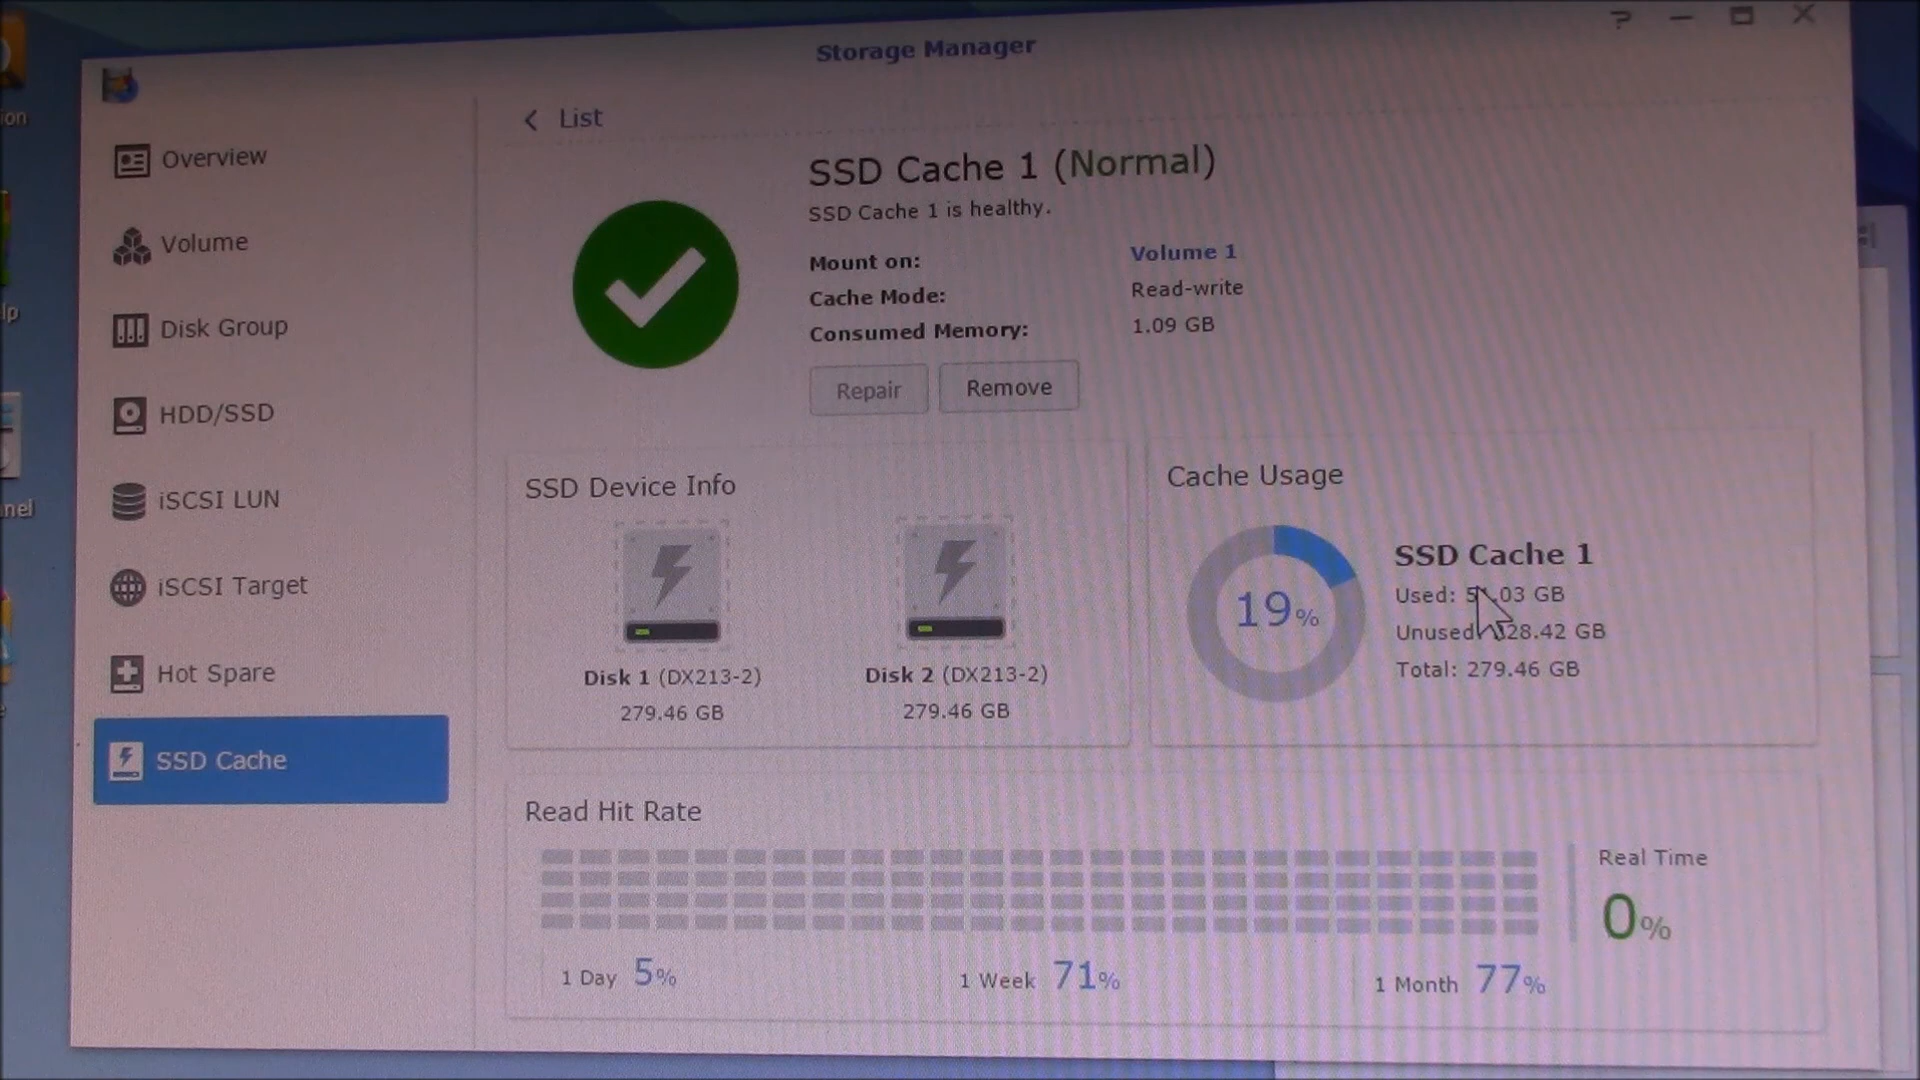 Storage Manager
Overview
Volume
Disk Group
HDD/SSD
iSCSI LUN
iSCSI Target
Hot Spare
SSD Cache
List
SSD Cache 1 (Normal)
SSD Cache 1 is healthy.
Mount on: Volume 1
Cache Mode: Read-write
Consumed Memory: 1.09 GB
Repair Remove
SSD Device Info
Disk 1 (DX213-2)
279.46 GB
Disk 2 (DX213-2)
279.46 GB
Cache Usage
19%
SSD Cache 1
Used: GB
Unused GB
Total: 279.46 GB
Read Hit Rate
Real Time
0%
1 Day 5%
1 Week 71%
1 Month 77%